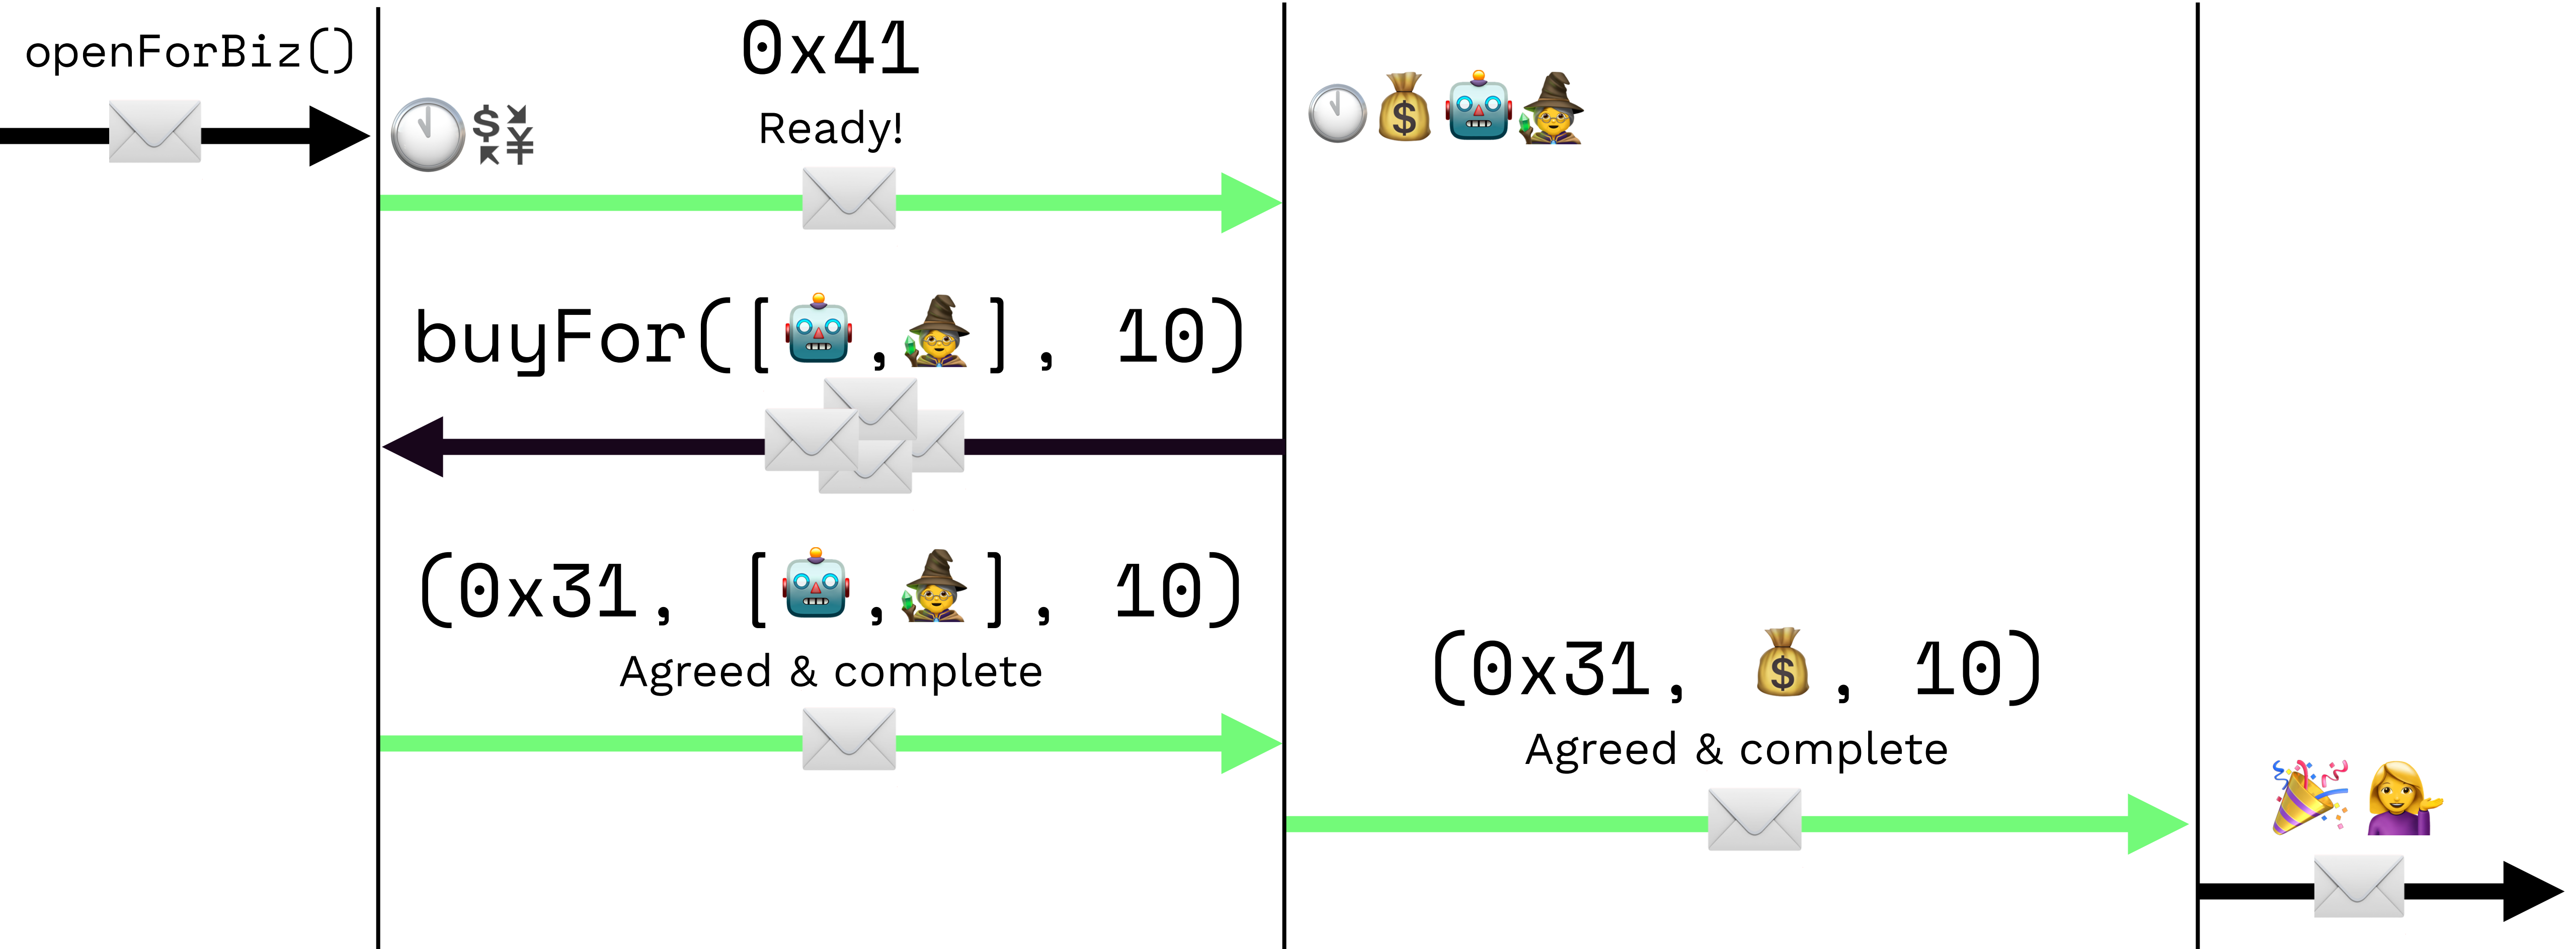 openForBiz()
0x41
Ready!
buyFor([🤖,🧙], 10)
(0x31, [🤖,🧙], 10)
Agreed & complete
(0x31, 💰, 10)
Agreed & complete